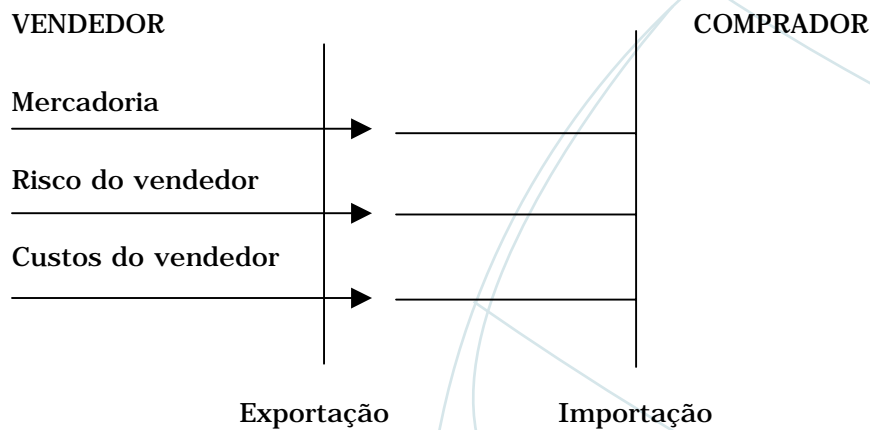 VENDEDOR
COMPRADOR
Mercadoria
Risco do vendedor
Custos do vendedor
Exportação
Importação